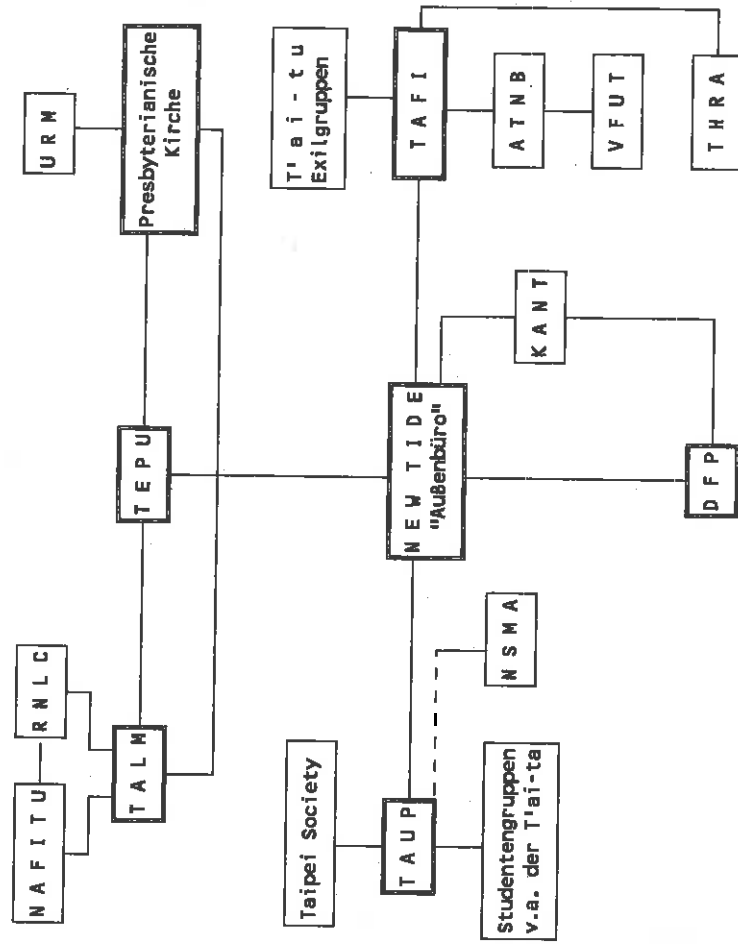 NAFITU
RNLC
URM
TALM
TEPU
Presbyterianische
Kirche
Taipei Society
T'ai-tu
Exilgruppen
TAUP
NEW TIDE
"Außenbüro"
TAFI
NSMA
KANT
ATNB
Studentengruppen
v.a. der T'ai-ta
VFUT
DFP
THRA